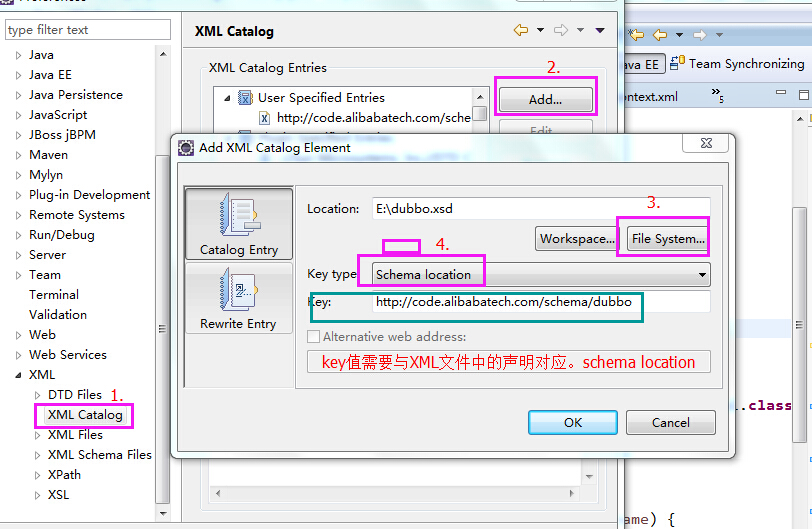 type filter text
Java
Java EE
Java Persistence
JavaScript
JBoss jBPM
Maven
Mylyn
Plug-in Development
Remote Systems
Run/Debug
Server
Team
Terminal
Validation
Web
Web Services
XML
DTD Files 1.
XML Catalog
XML Files
XML Schema Files
XPath
XSL
XML Catalog
XML Catalog Entries
2.
User Specified Entries
http://code.alibabatech.com/sche
Add...
Add XML Catalog Element
Catalog Entry
Rewrite Entry
Location: E:\dubbo.xsd
3.
Workspace... File System...
4.
Key type: Schema location
Key: http://code.alibabatech.com/schema/dubbo
Alternative web address:
key值需要与XML文件中的声明对应。schema location
OK Cancel
Java EE Team Synchronizing
ontext.xml
5
.class
ame) {